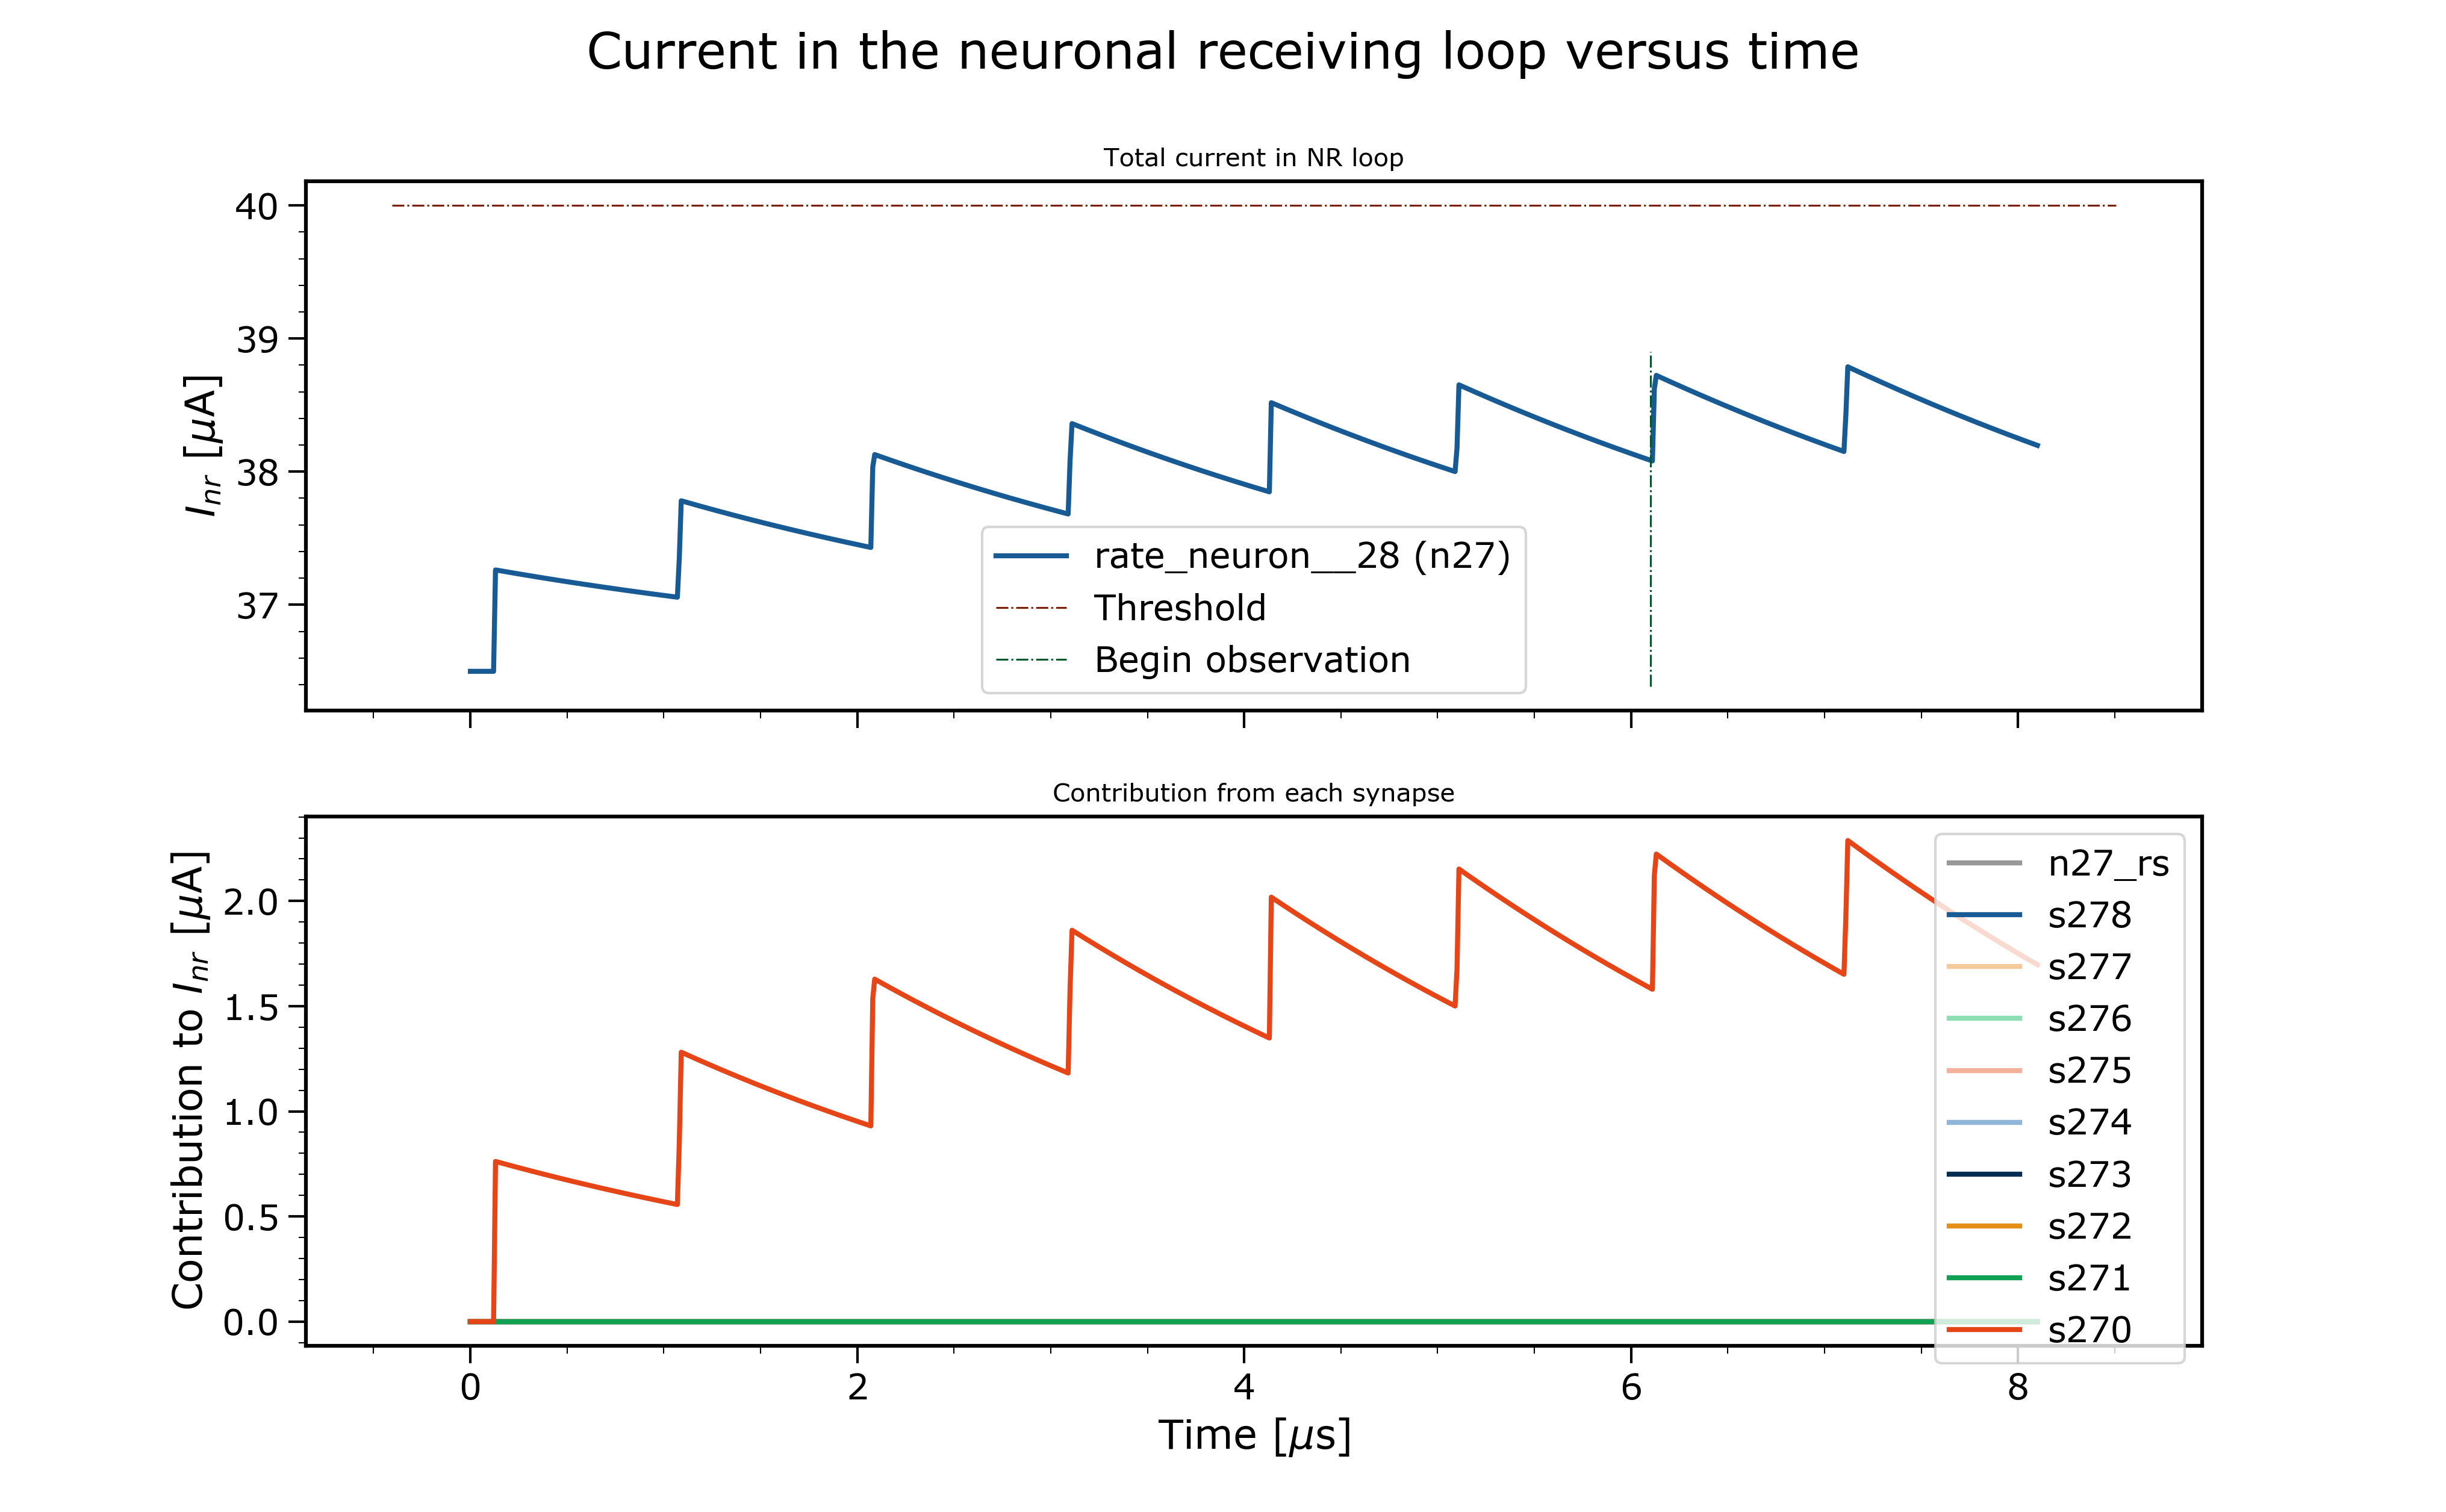 Current in the neuronal receiving loop versus time
Total current in NR loop
I_nr [μA]
40
39
38
37
rate_neuron__28 (n27)
Threshold
Begin observation
Contribution from each synapse
Contribution to I_nr [μA]
2.0
1.5
1.0
0.5
0.0
n27_rs
s278
s277
s276
s275
s274
s273
s272
s271
s270
0 2 4 6 8
Time [μs]